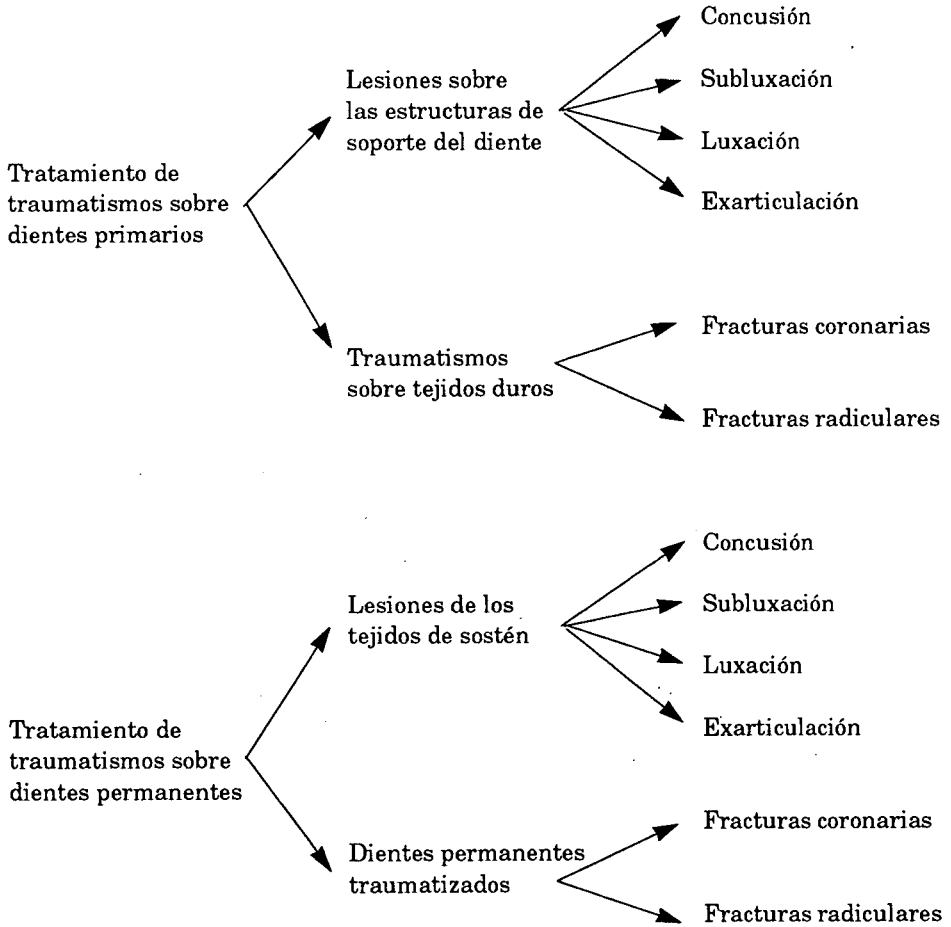 Tratamiento de
traumatismos sobre
dientes primarios
Lesiones sobre
las estructuras de
soporte del diente
Concusión
Subluxación
Luxación
Exarticulación
Traumatismos
sobre tejidos duros
Fracturas coronarias
Fracturas radiculares
Tratamiento de
traumatismos sobre
dientes permanentes
Lesiones de los
tejidos de sostén
Concusión
Subluxación
Luxación
Exarticulación
Dientes permanentes
traumatizados
Fracturas coronarias
Fracturas radiculares